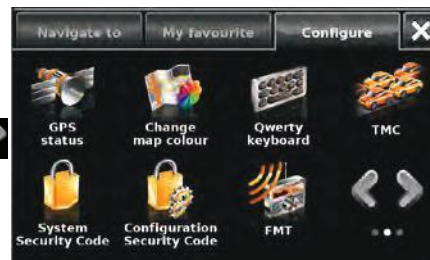 Navigate to
My favourite
Configure
GPS
status
Change
map colour
Qwerty
keyboard
TMC
System
Security Code
Configuration
Security Code
FMT